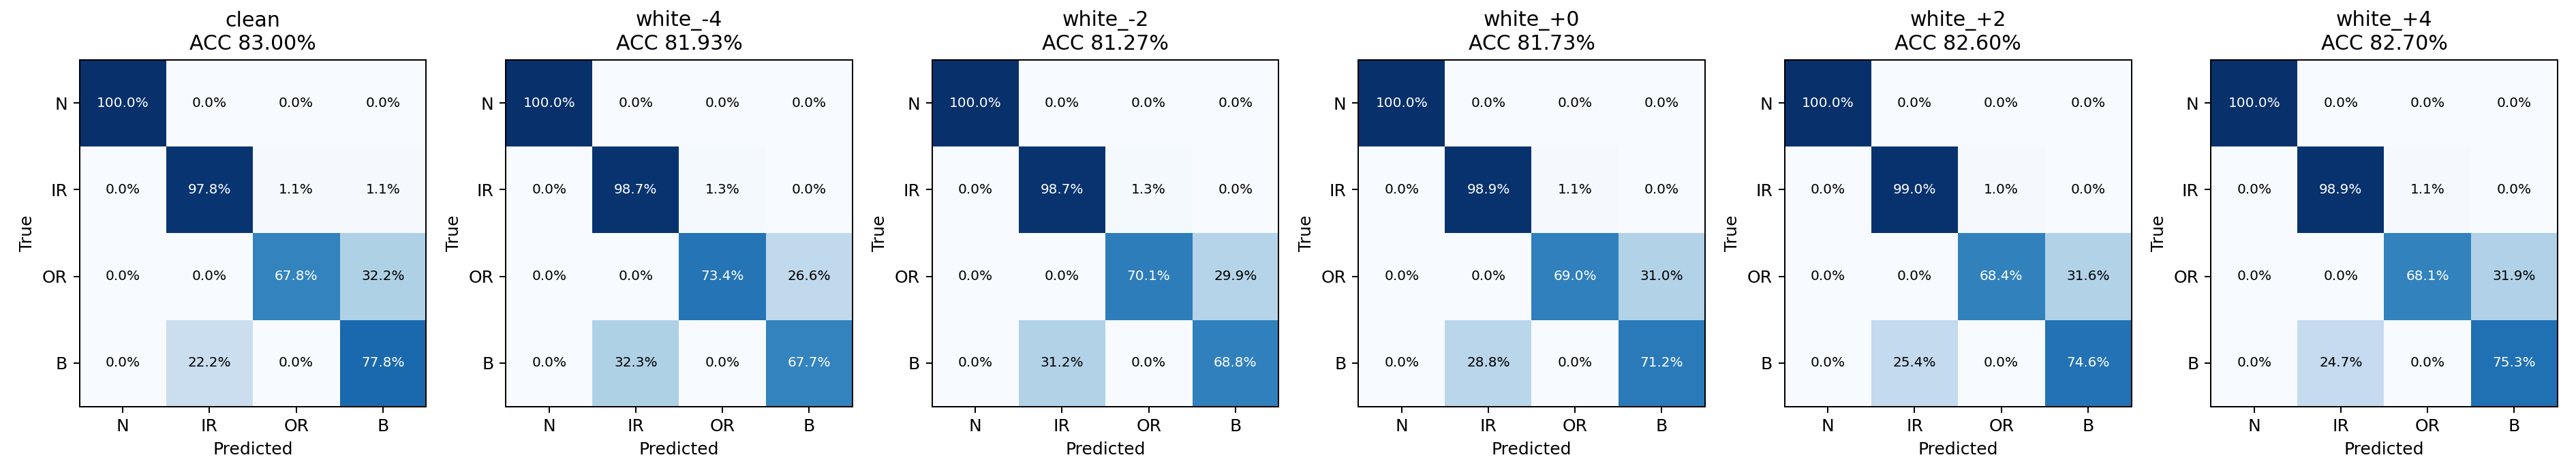 clean
ACC 83.00%
N 100.0% 0.0% 0.0% 0.0%
IR 0.0% 97.8% 1.1% 1.1%
OR 0.0% 0.0% 67.8% 32.2%
B 0.0% 22.2% 0.0% 77.8%
N IR OR B
Predicted
True
white_-4
ACC 81.93%
N 100.0% 0.0% 0.0% 0.0%
IR 0.0% 98.7% 1.3% 0.0%
OR 0.0% 0.0% 73.4% 26.6%
B 0.0% 32.3% 0.0% 67.7%
N IR OR B
Predicted
True
white_-2
ACC 81.27%
N 100.0% 0.0% 0.0% 0.0%
IR 0.0% 98.7% 1.3% 0.0%
OR 0.0% 0.0% 70.1% 29.9%
B 0.0% 31.2% 0.0% 68.8%
N IR OR B
Predicted
True
white_+0
ACC 81.73%
N 100.0% 0.0% 0.0% 0.0%
IR 0.0% 98.9% 1.1% 0.0%
OR 0.0% 0.0% 69.0% 31.0%
B 0.0% 28.8% 0.0% 71.2%
N IR OR B
Predicted
True
white_+2
ACC 82.60%
N 100.0% 0.0% 0.0% 0.0%
IR 0.0% 99.0% 1.0% 0.0%
OR 0.0% 0.0% 68.4% 31.6%
B 0.0% 25.4% 0.0% 74.6%
N IR OR B
Predicted
True
white_+4
ACC 82.70%
N 100.0% 0.0% 0.0% 0.0%
IR 0.0% 98.9% 1.1% 0.0%
OR 0.0% 0.0% 68.1% 31.9%
B 0.0% 24.7% 0.0% 75.3%
N IR OR B
Predicted
True